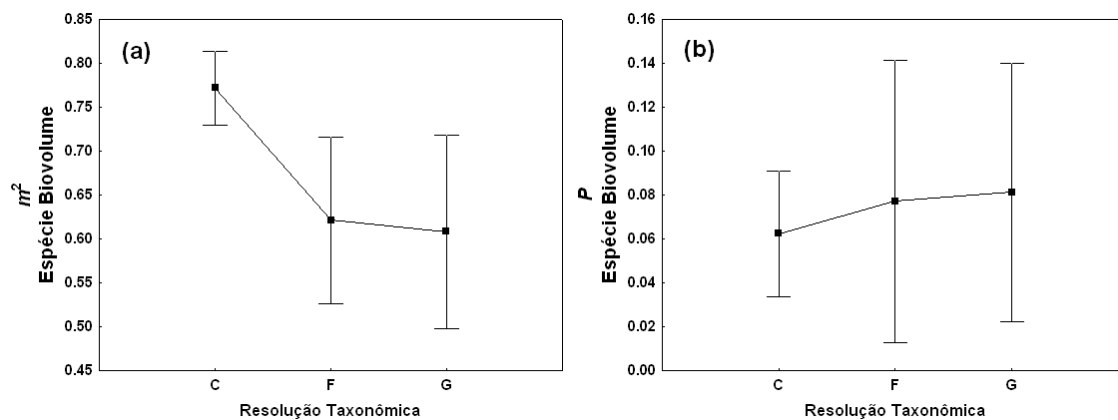 (a)
m²
Espécie Biovolume
0.85
0.80
0.75
0.70
0.65
0.60
0.55
0.50
0.45
C F G
Resolução Taxonômica
(b)
P
Espécie Biovolume
0.16
0.14
0.12
0.10
0.08
0.06
0.04
0.02
0.00
C F G
Resolução Taxonômica